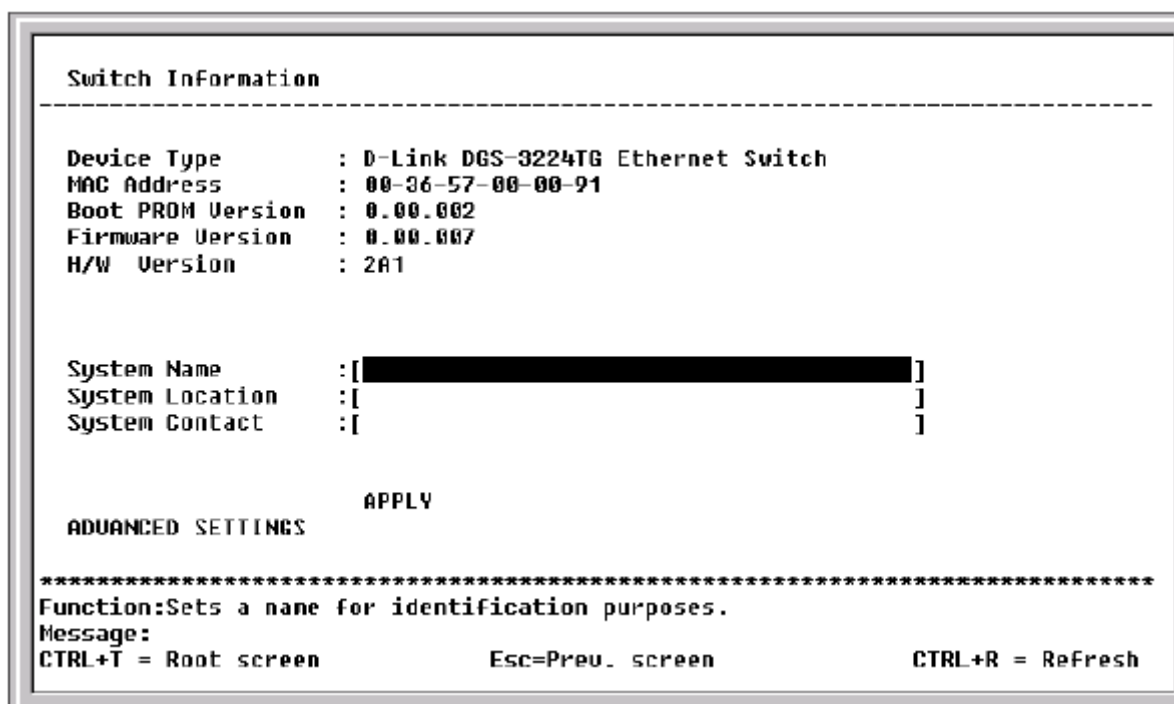 Switch Information
--------------------------------------------------------------------------------
Device Type : D-Link DGS-3224TG Ethernet Switch
MAC Address : 00-36-57-00-00-91
Boot PROM Version : 0.00.002
Firmware Version : 0.00.007
H/W Version : 2A1
System Name :[ ]
System Location :[ ]
System Contact :[ ]
APPLY
ADVANCED SETTINGS
********************************************************************************
Function:Sets a name for identification purposes.
Message:
CTRL+T = Root screen Esc=Prev. screen CTRL+R = Refresh